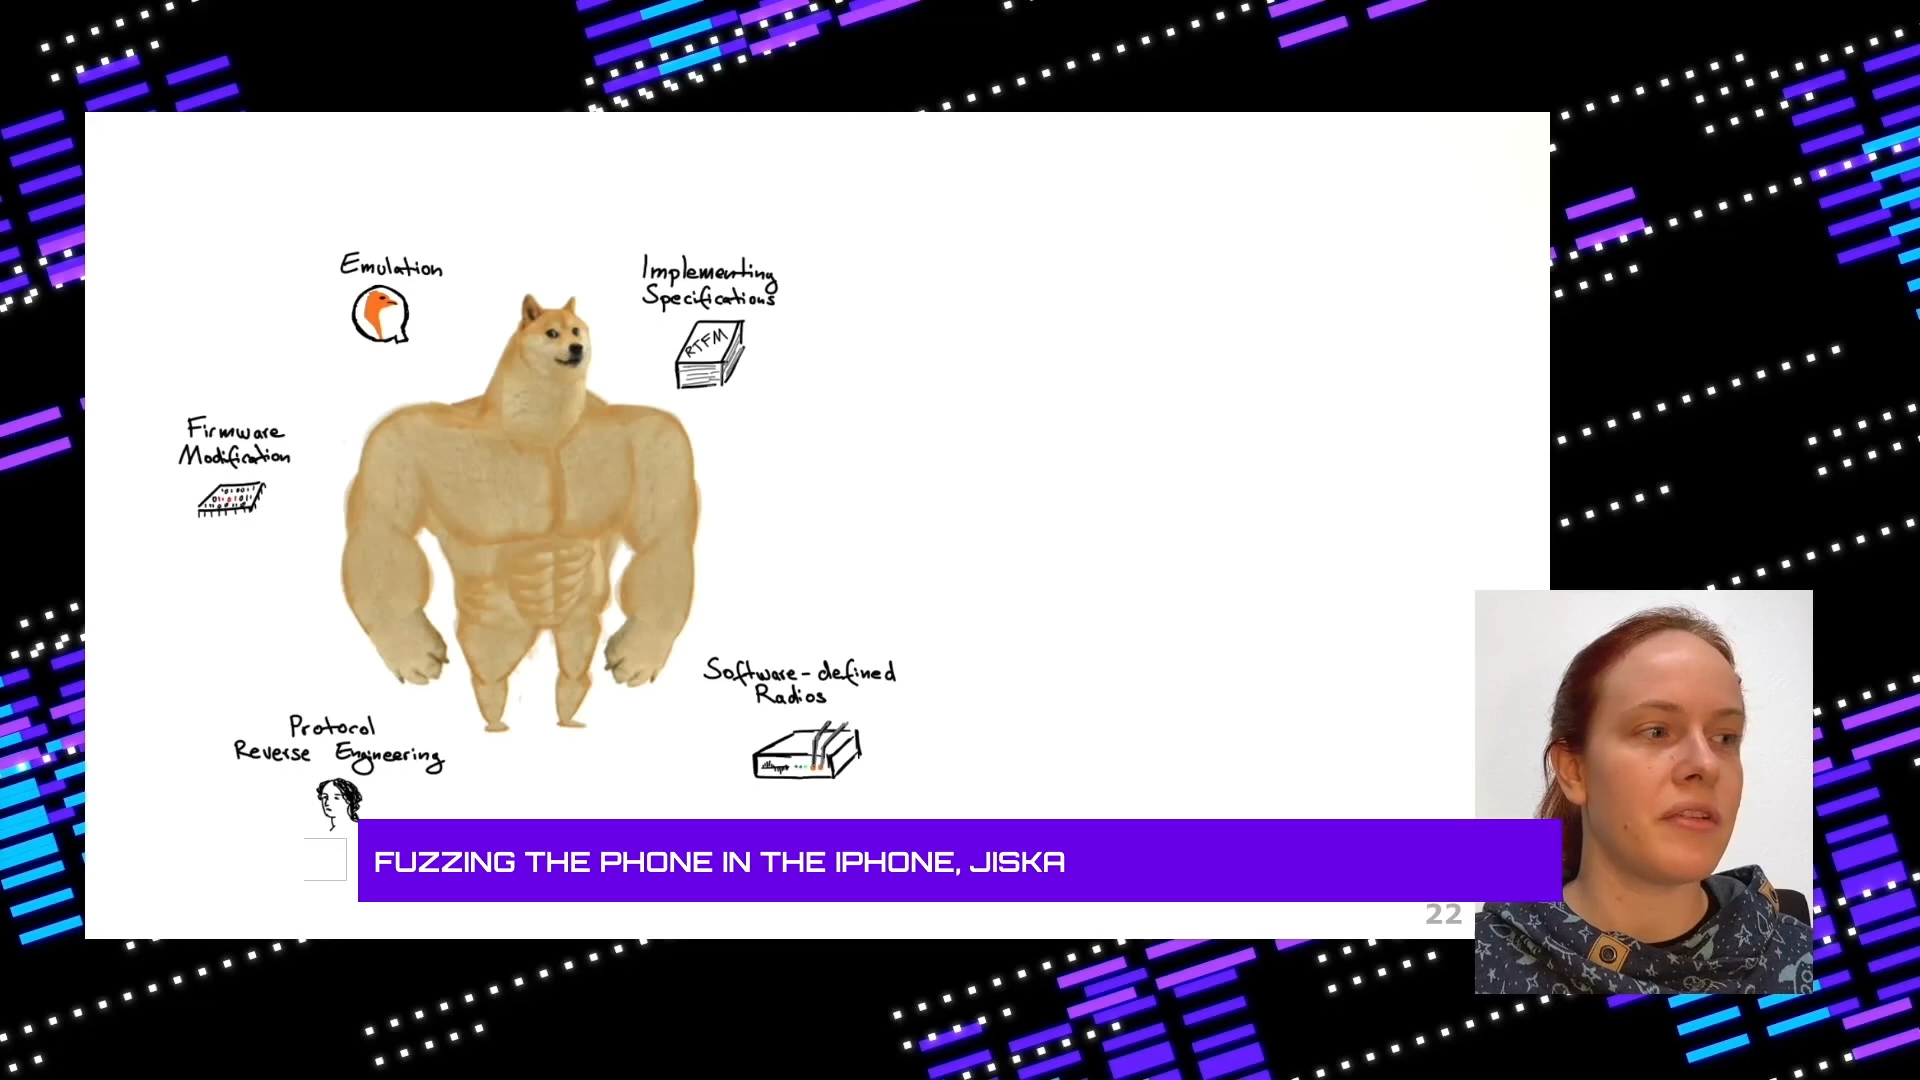 Emulation
Implementing
Specifications
RTFM
Firmware
Modification
Software-defined
Radios
Protocol
Reverse Engineering
FUZZING THE PHONE IN THE IPHONE, JISKA
22